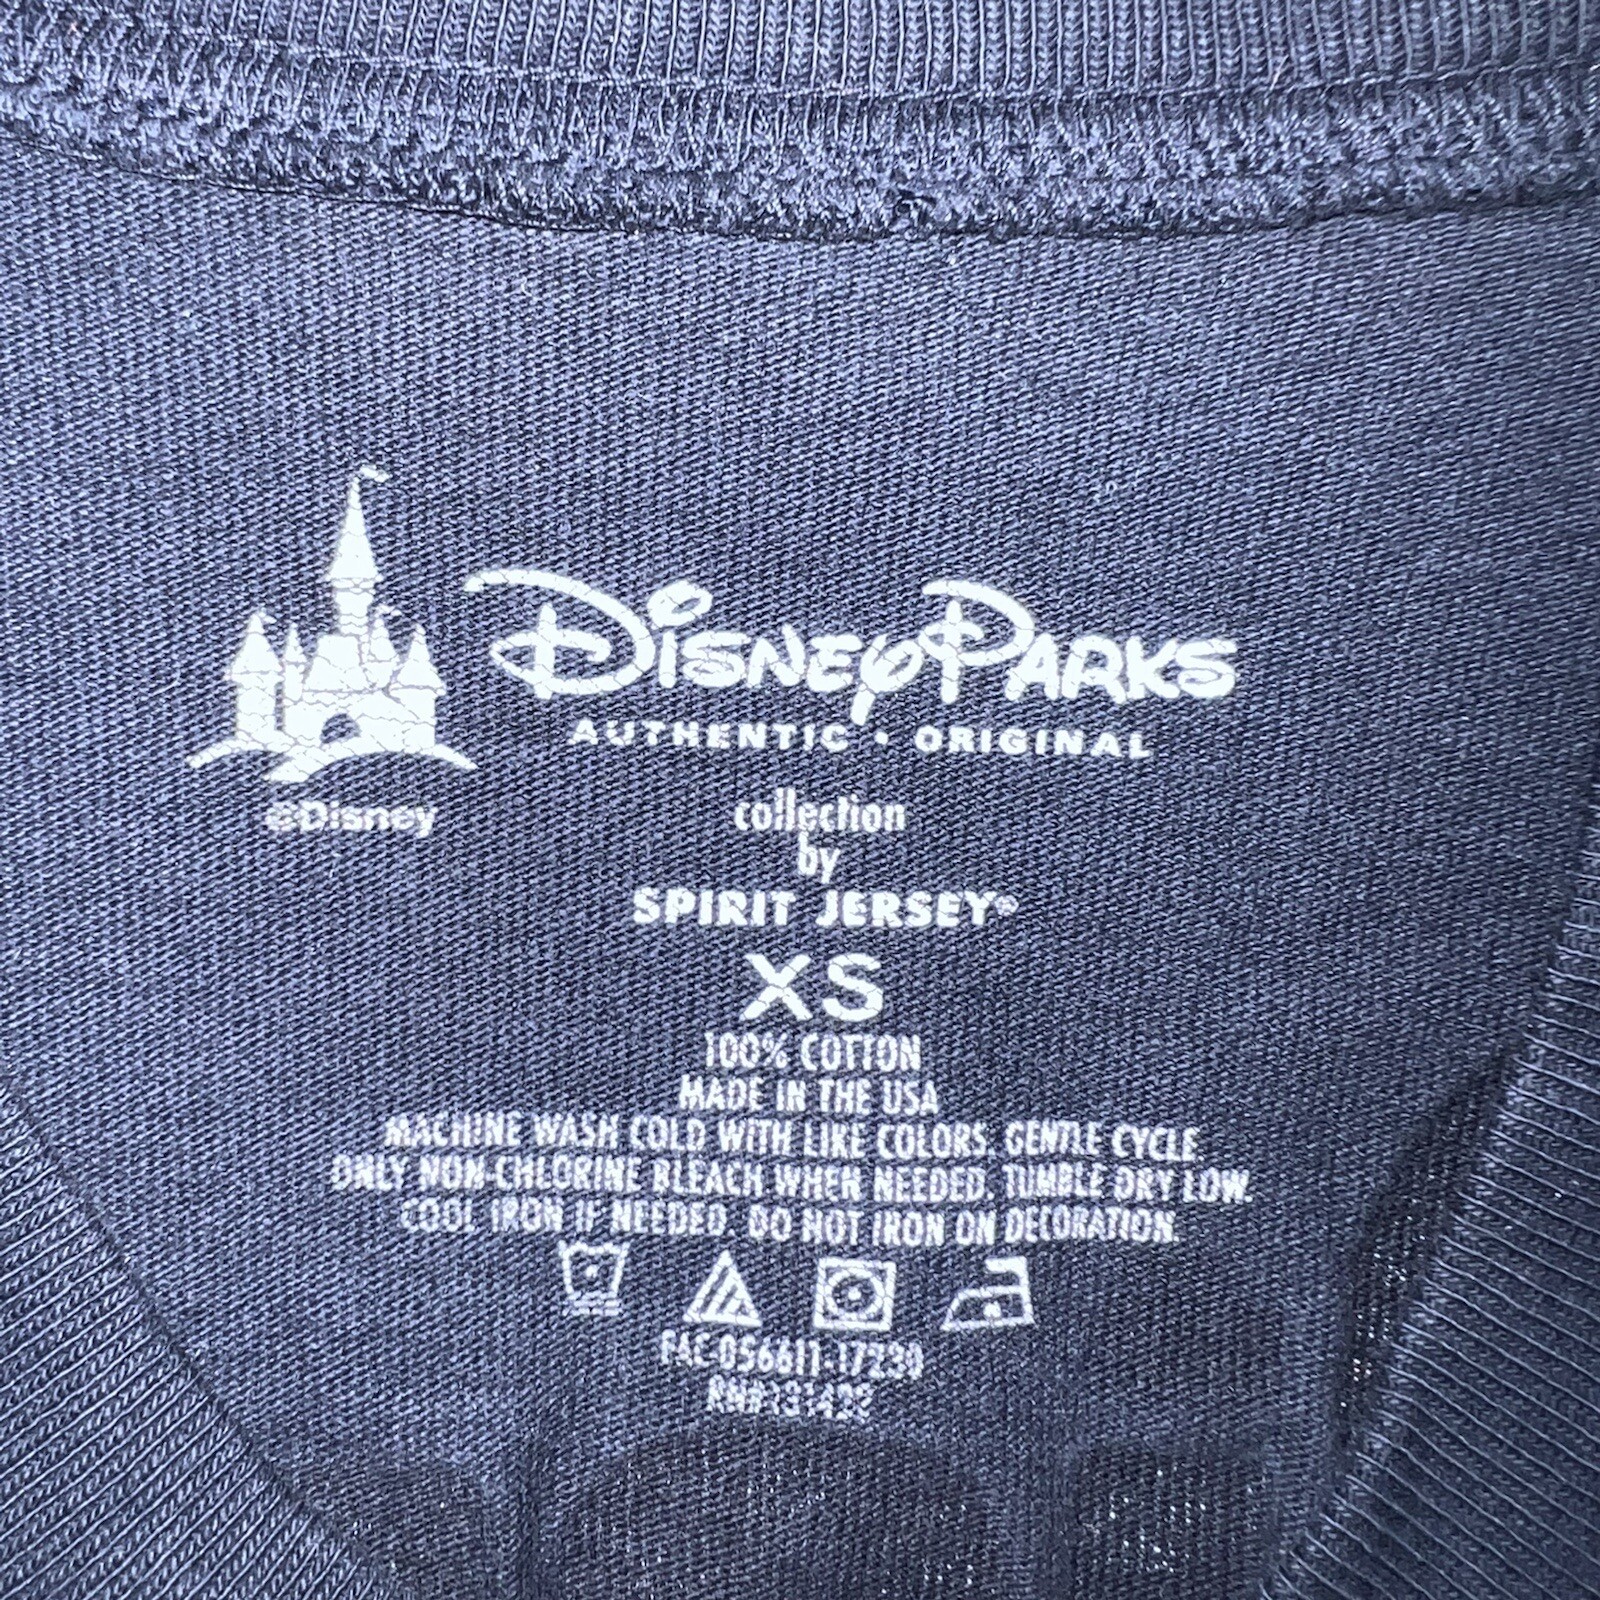 Disney Parks
AUTHENTIC • ORIGINAL
©Disney
collection
by
SPIRIT JERSEY®
XS
100% COTTON
MADE IN THE USA
MACHINE WASH COLD WITH LIKE COLORS. GENTLE CYCLE
ONLY NON-CHLORINE BLEACH WHEN NEEDED. TUMBLE DRY LOW.
COOL IRON IF NEEDED. DO NOT IRON ON DECORATION.
FAC-056611-17230